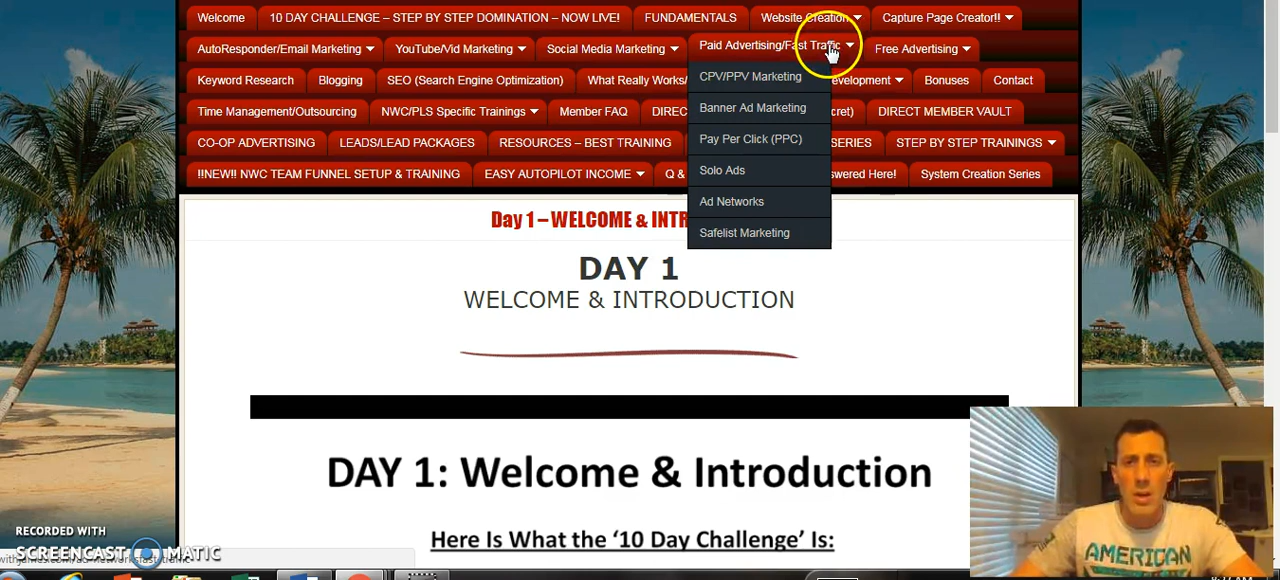 Welcome 10 DAY CHALLENGE – STEP BY STEP DOMINATION – NOW LIVE! FUNDAMENTALS Website Creation Capture Page Creator!!
AutoResponder/Email Marketing YouTube/Vid Marketing Social Media Marketing Paid Advertising/Fast Traffic Free Advertising
Keyword Research Blogging SEO (Search Engine Optimization) What Really Works/ CPV/PPV Marketing evelopment Bonuses Contact
Time Management/Outsourcing NWC/PLS Specific Trainings Member FAQ DIREC Banner Ad Marketing cret) DIRECT MEMBER VAULT
CO-OP ADVERTISING LEADS/LEAD PACKAGES RESOURCES – BEST TRAINING Pay Per Click (PPC) SERIES STEP BY STEP TRAININGS
!!NEW!! NWC TEAM FUNNEL SETUP & TRAINING EASY AUTOPILOT INCOME Q & Solo Ads swered Here! System Creation Series
Ad Networks
Safelist Marketing
Day 1 – WELCOME & INTR
DAY 1
WELCOME & INTRODUCTION
DAY 1: Welcome & Introduction
Here Is What the '10 Day Challenge' Is:
RECORDED WITH
SCREENCAST MATIC
AMERICAN